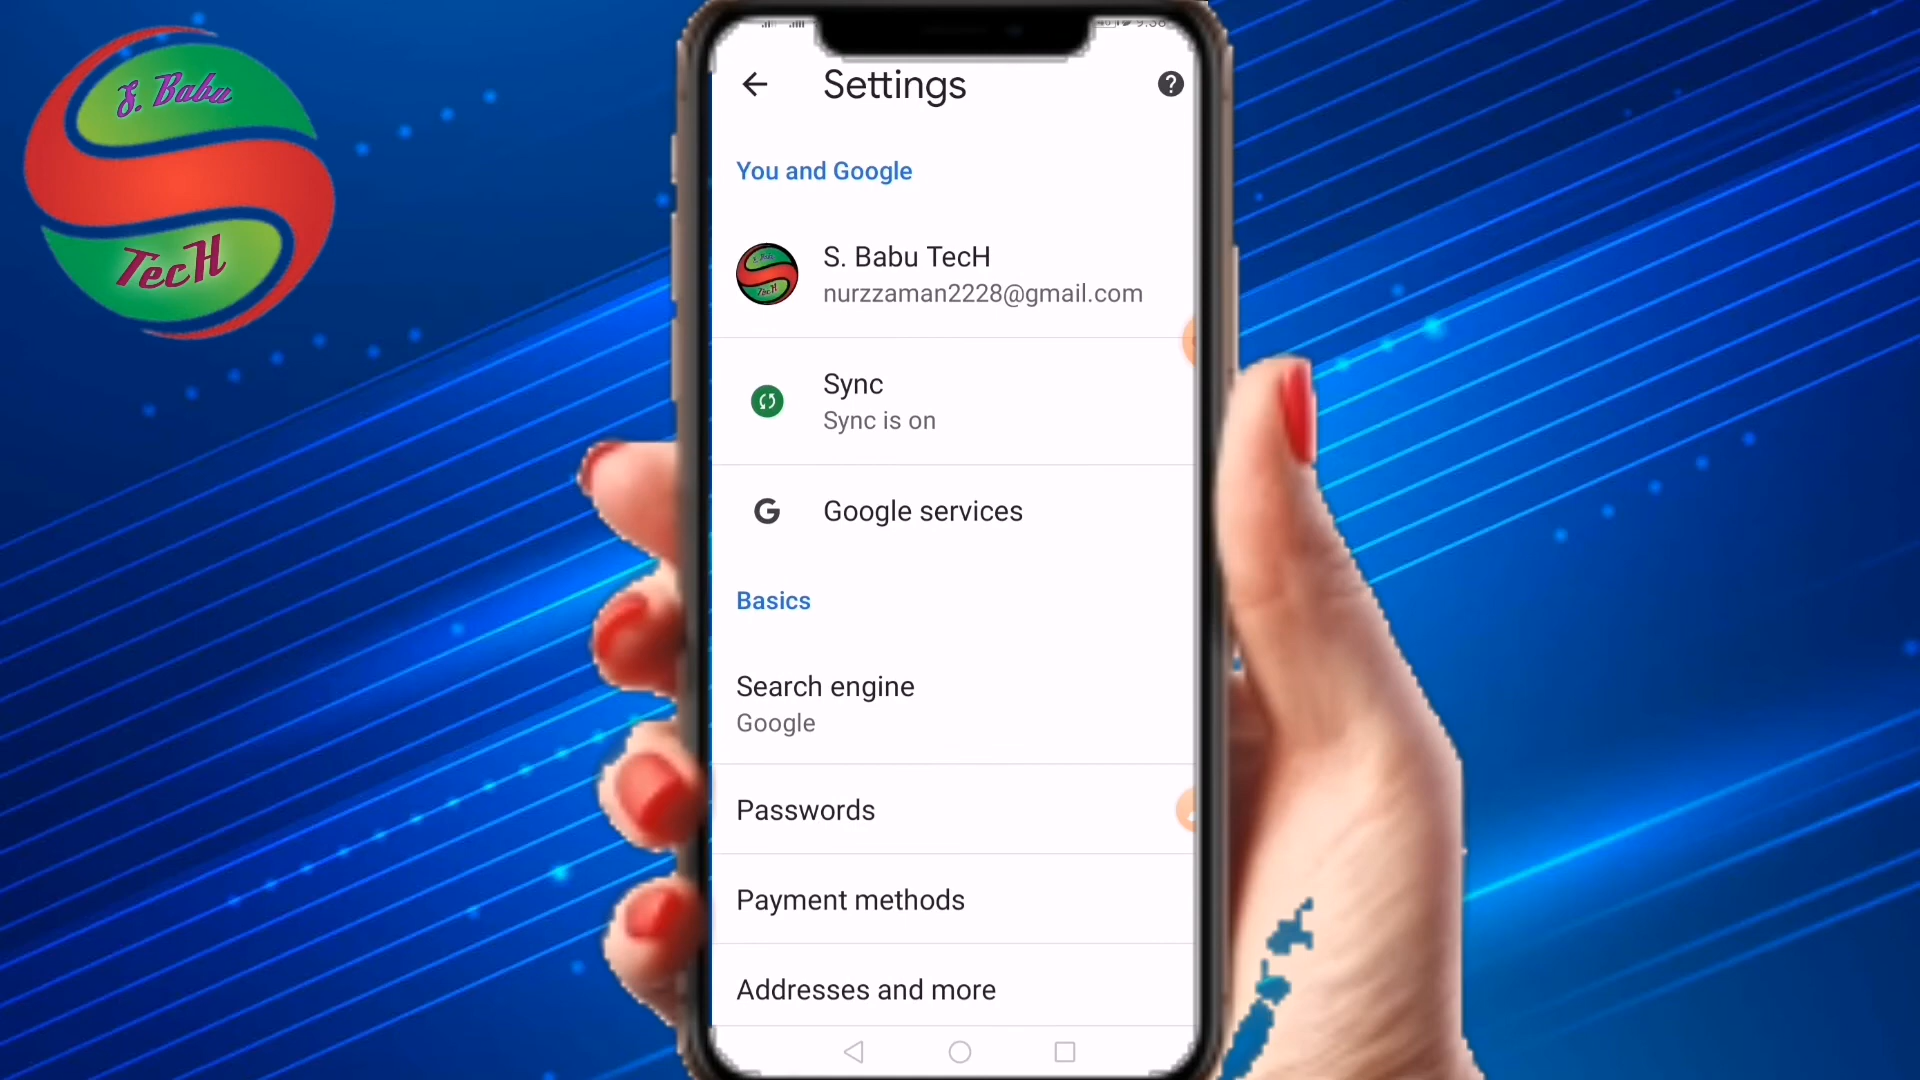 S. Babu
TecH
Settings
You and Google
S. Babu TecH
nurzzaman2228@gmail.com
Sync
Sync is on
Google services
Basics
Search engine
Google
Passwords
Payment methods
Addresses and more